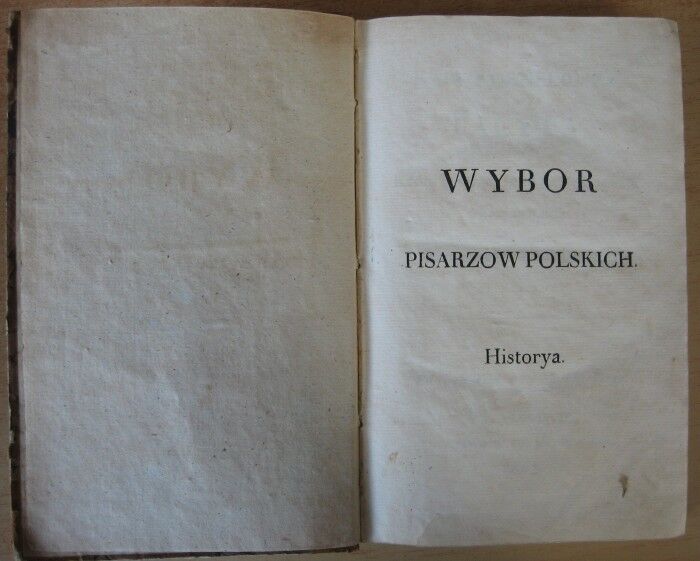 WYBOR
PISARZOW POLSKICH.
Historya.